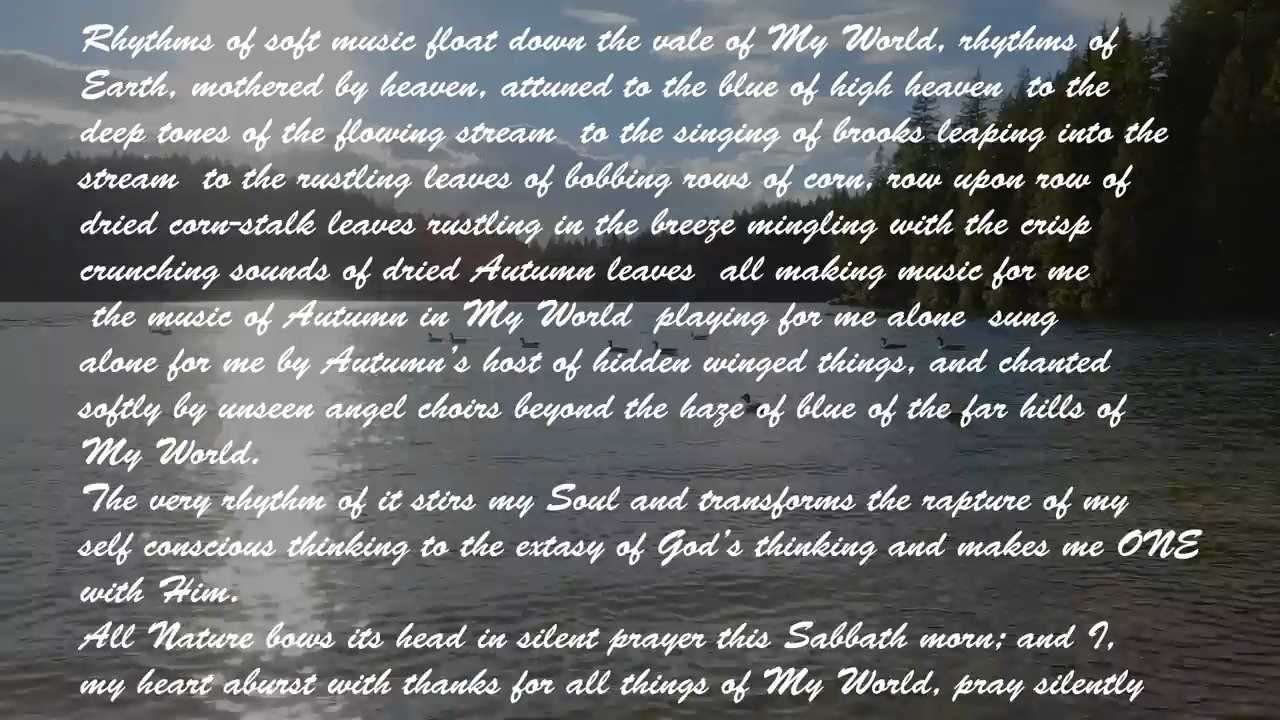 Rhythms of soft music float down the vale of My World, rhythms of
Earth, mothered by heaven, attuned to the blue of high heaven to the
deep tones of the flowing stream to the singing of brooks leaping into the
stream to the rustling leaves of bobbing rows of corn, row upon row of
dried corn-stalk leaves rustling in the breeze mingling with the crisp
crunching sounds of dried Autumn leaves all making music for me
the music of Autumn in My World playing for me alone sung
alone for me by Autumn's host of hidden winged things, and chanted
softly by unseen angel choirs beyond the haze of blue of the far hills of
My World.
The very rhythm of it stirs my Soul and transforms the rapture of my
self conscious thinking to the extasy of God's thinking and makes me ONE
with Him.
All Nature bows its head in silent prayer this Sabbath morn; and I,
my heart aburst with thanks for all things of My World, pray silently